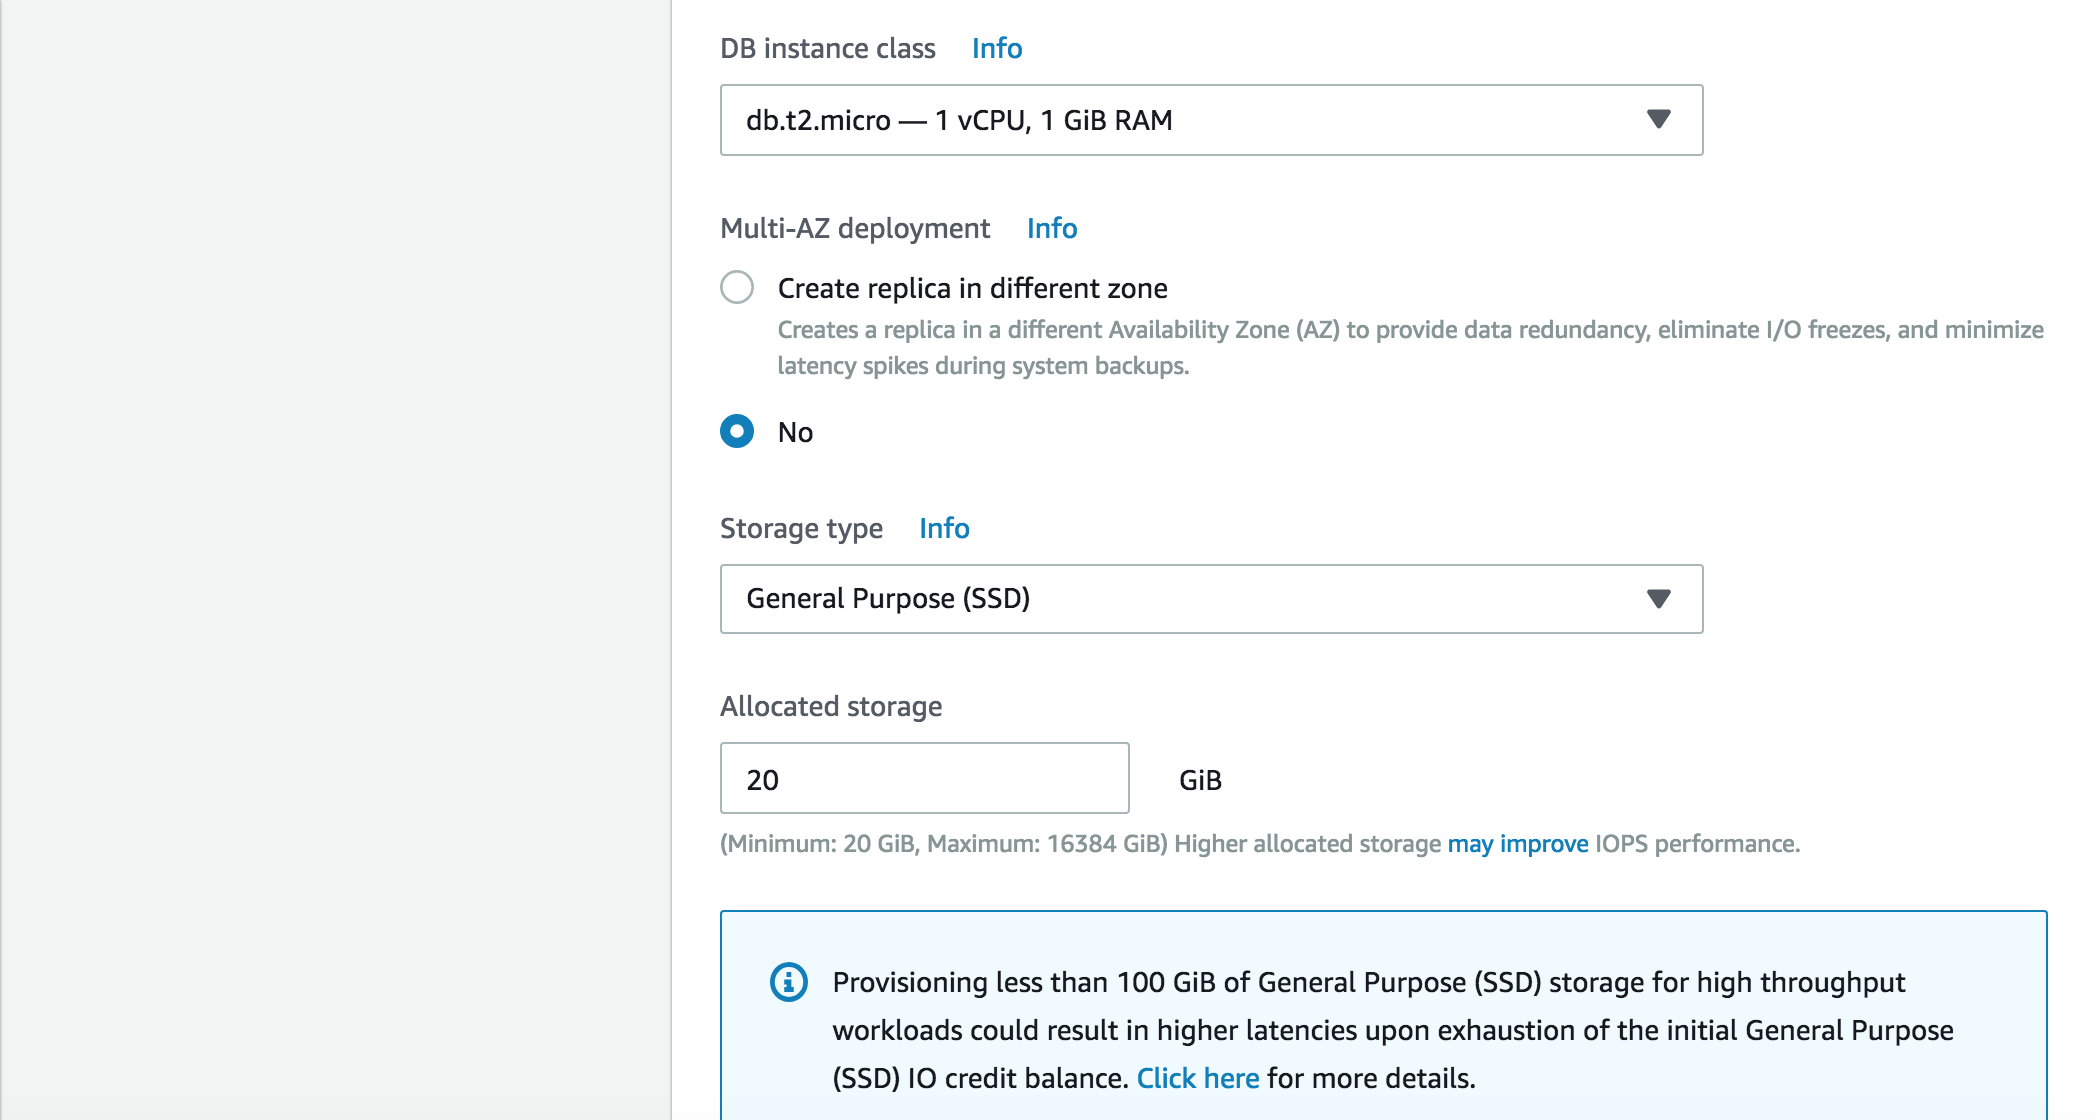 DB instance class Info
db.t2.micro — 1 vCPU, 1 GiB RAM
Multi-AZ deployment Info
Create replica in different zone
Creates a replica in a different Availability Zone (AZ) to provide data redundancy, eliminate I/O freezes, and minimize
latency spikes during system backups.
No
Storage type Info
General Purpose (SSD)
Allocated storage
20 GiB
(Minimum: 20 GiB, Maximum: 16384 GiB) Higher allocated storage may improve IOPS performance.
Provisioning less than 100 GiB of General Purpose (SSD) storage for high throughput
workloads could result in higher latencies upon exhaustion of the initial General Purpose
(SSD) IO credit balance. Click here for more details.